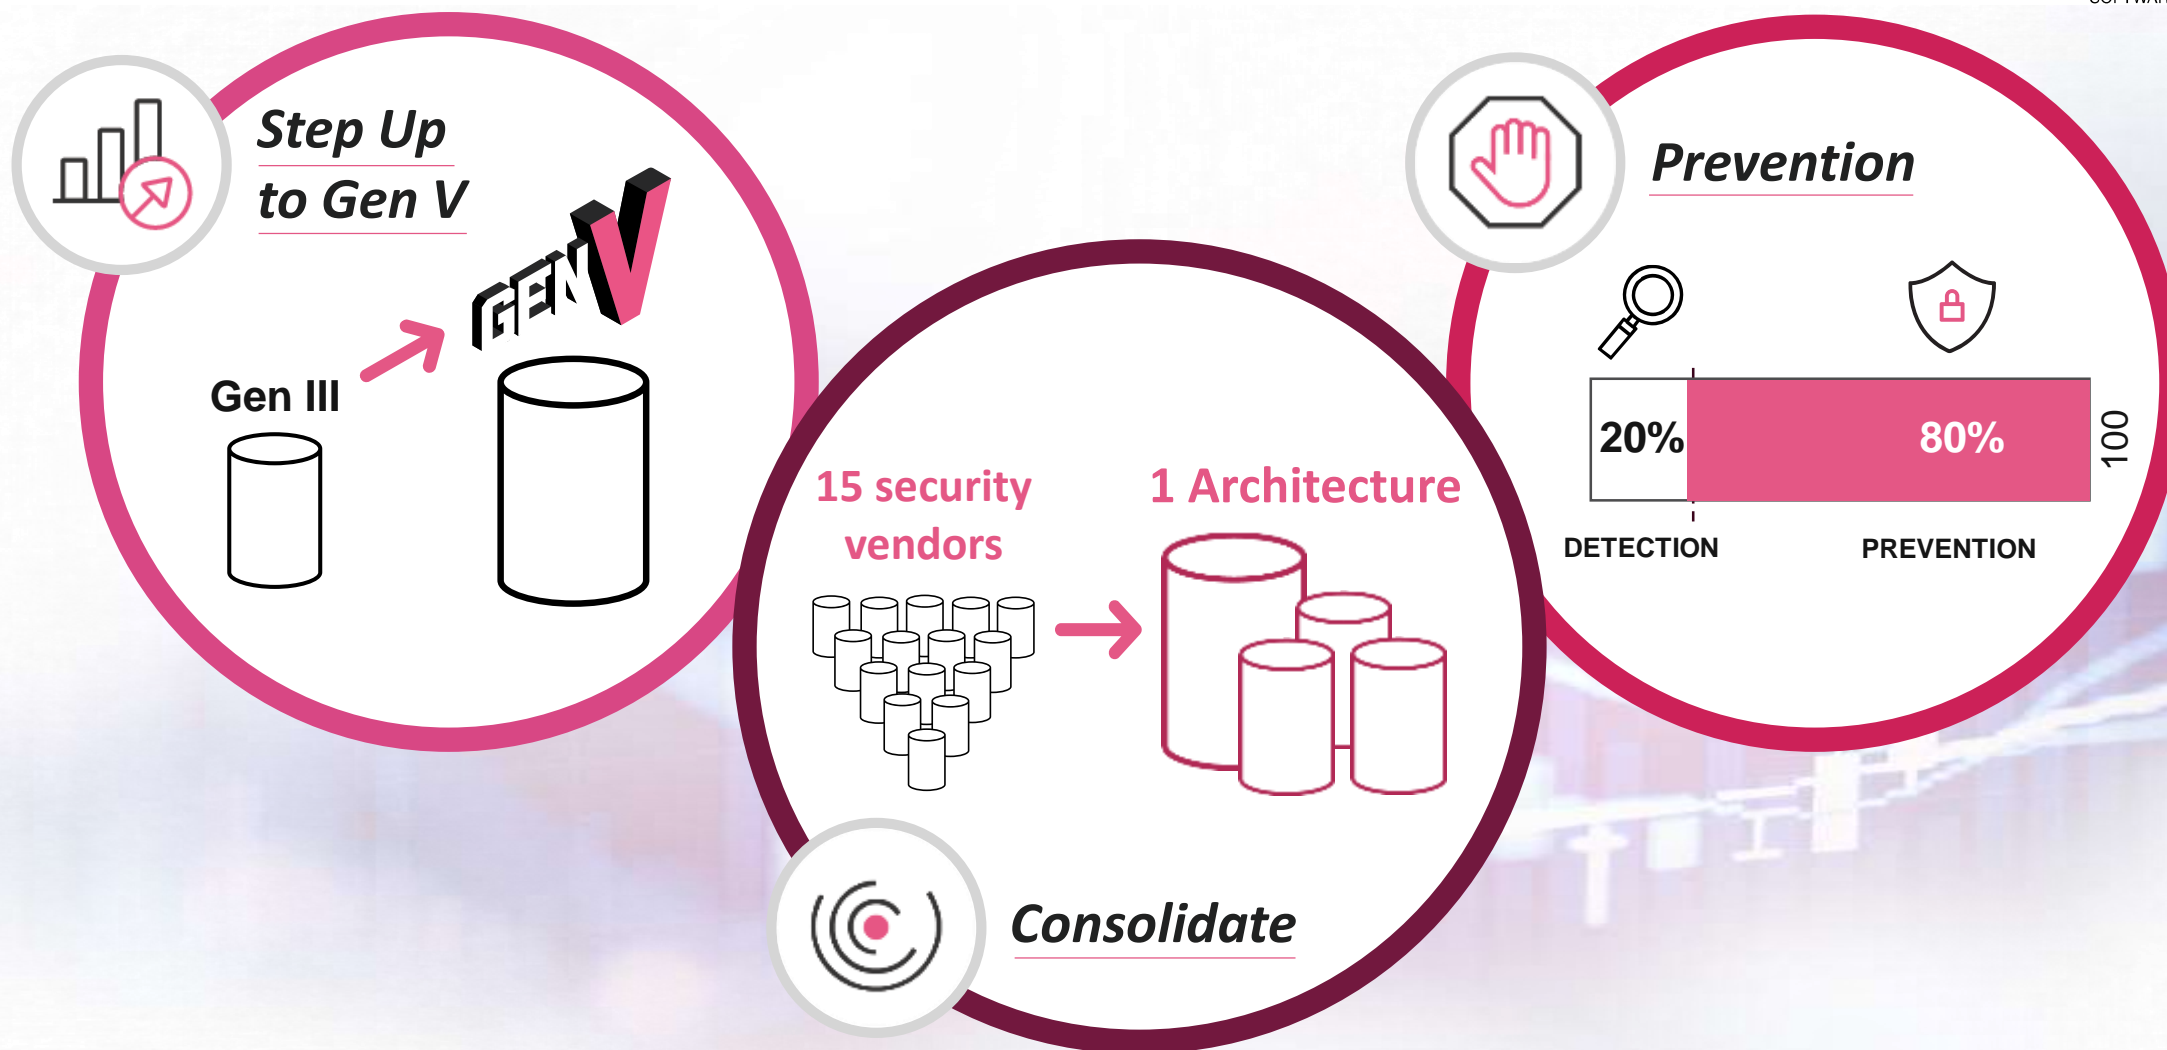 Step Up
to Gen V
GEN V
Gen III
15 security
vendors
1 Architecture
Consolidate
Prevention
20%
80%
100
DETECTION
PREVENTION